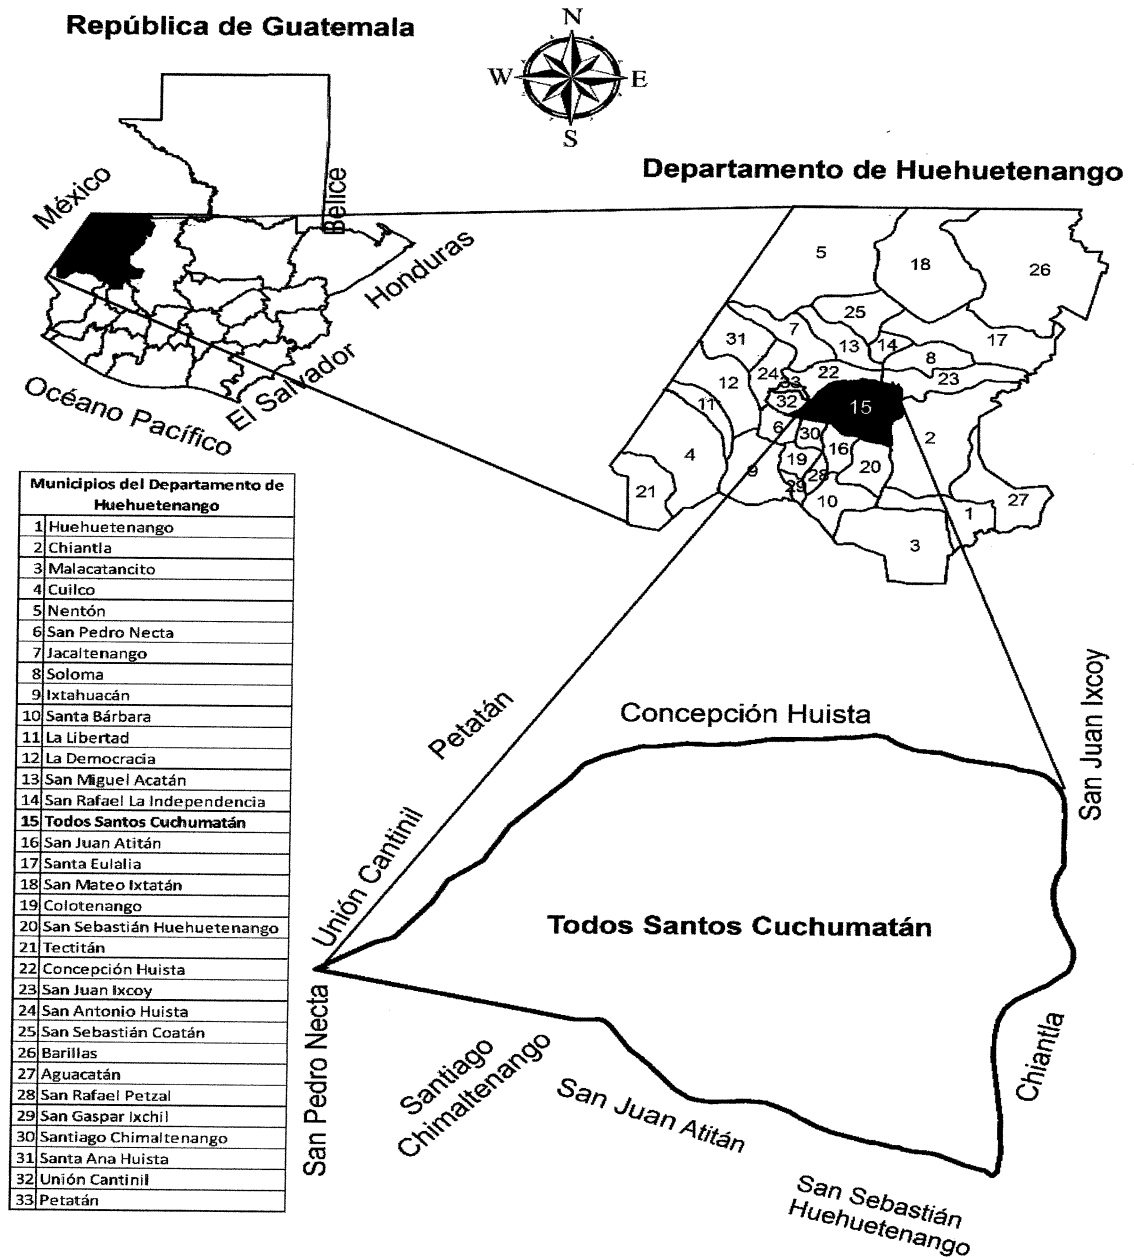 República de Guatemala
N
W
E
S
Departamento de Huehuetenango
México
Belice
Honduras
El Salvador
Océano Pacífico
5
18
26
25
7
31
13
14
17
8
24
22
23
33
12
32
15
11
6
30
2
16
4
9
19
20
28
21
29
10
27
1
3
Municipios del Departamento de
Huehuetenango
1 Huehuetenango
2 Chiantla
3 Malacatancito
4 Cuilco
5 Nentón
6 San Pedro Necta
7 Jacaltenango
8 Soloma
9 Ixtahuacán
10 Santa Bárbara
11 La Libertad
12 La Democracia
13 San Miguel Acatán
14 San Rafael La Independencia
15 Todos Santos Cuchumatán
16 San Juan Atitán
17 Santa Eulalia
18 San Mateo Ixtatán
19 Colotenango
20 San Sebastián Huehuetenango
21 Tectitán
22 Concepción Huista
23 San Juan Ixcoy
24 San Antonio Huista
25 San Sebastián Coatán
26 Barillas
27 Aguacatán
28 San Rafael Petzal
29 San Gaspar Ixchil
30 Santiago Chimaltenango
31 Santa Ana Huista
32 Unión Cantinil
33 Petatán
Petatán
Concepción Huista
San Juan Ixcoy
Unión Cantinil
Todos Santos Cuchumatán
San Pedro Necta
Santiago
Chimaltenango
San Juan Atitán
Chiantla
San Sebastián
Huehuetenango